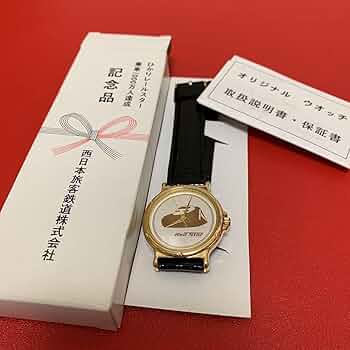 ひかりレールスター
乗車1000万人達成
記念品
西日本旅客鉄道株式会社
オリジナル ウオッチ
取扱説明書・保証書